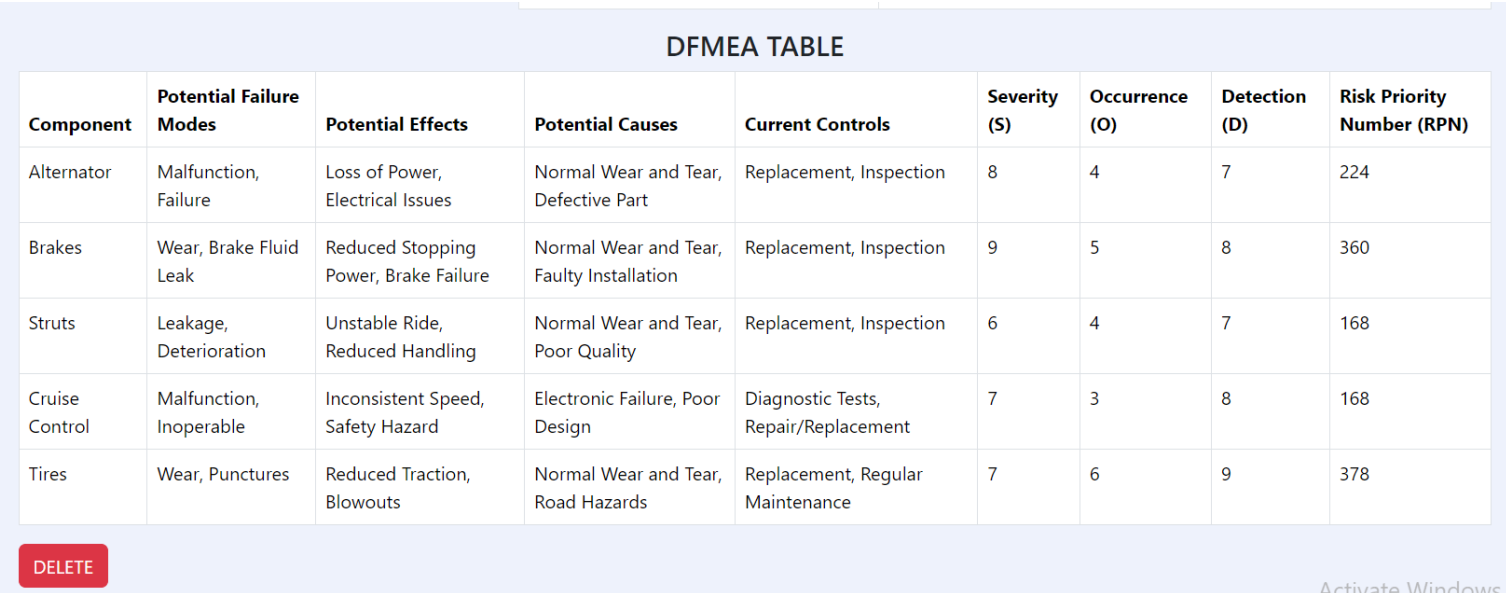 DFMEA TABLE
Component Potential Failure Modes Potential Effects Potential Causes Current Controls Severity (S) Occurrence (O) Detection (D) Risk Priority Number (RPN)
Alternator Malfunction, Failure Loss of Power, Electrical Issues Normal Wear and Tear, Defective Part Replacement, Inspection 8 4 7 224
Brakes Wear, Brake Fluid Leak Reduced Stopping Power, Brake Failure Normal Wear and Tear, Faulty Installation Replacement, Inspection 9 5 8 360
Struts Leakage, Deterioration Unstable Ride, Reduced Handling Normal Wear and Tear, Poor Quality Replacement, Inspection 6 4 7 168
Cruise Control Malfunction, Inoperable Inconsistent Speed, Safety Hazard Electronic Failure, Poor Design Diagnostic Tests, Repair/Replacement 7 3 8 168
Tires Wear, Punctures Reduced Traction, Blowouts Normal Wear and Tear, Road Hazards Replacement, Regular Maintenance 7 6 9 378
DELETE
Activate Windows